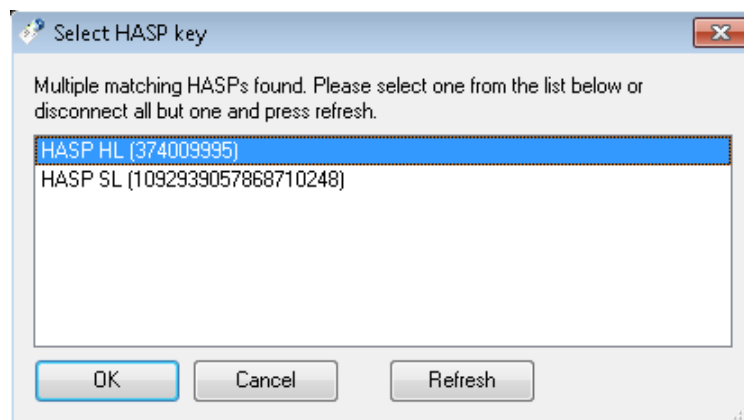 Select HASP key
Multiple matching HASPs found. Please select one from the list below or
disconnect all but one and press refresh.
HASP HL (374009995)
HASP SL (1092939057868710248)
OK Cancel Refresh